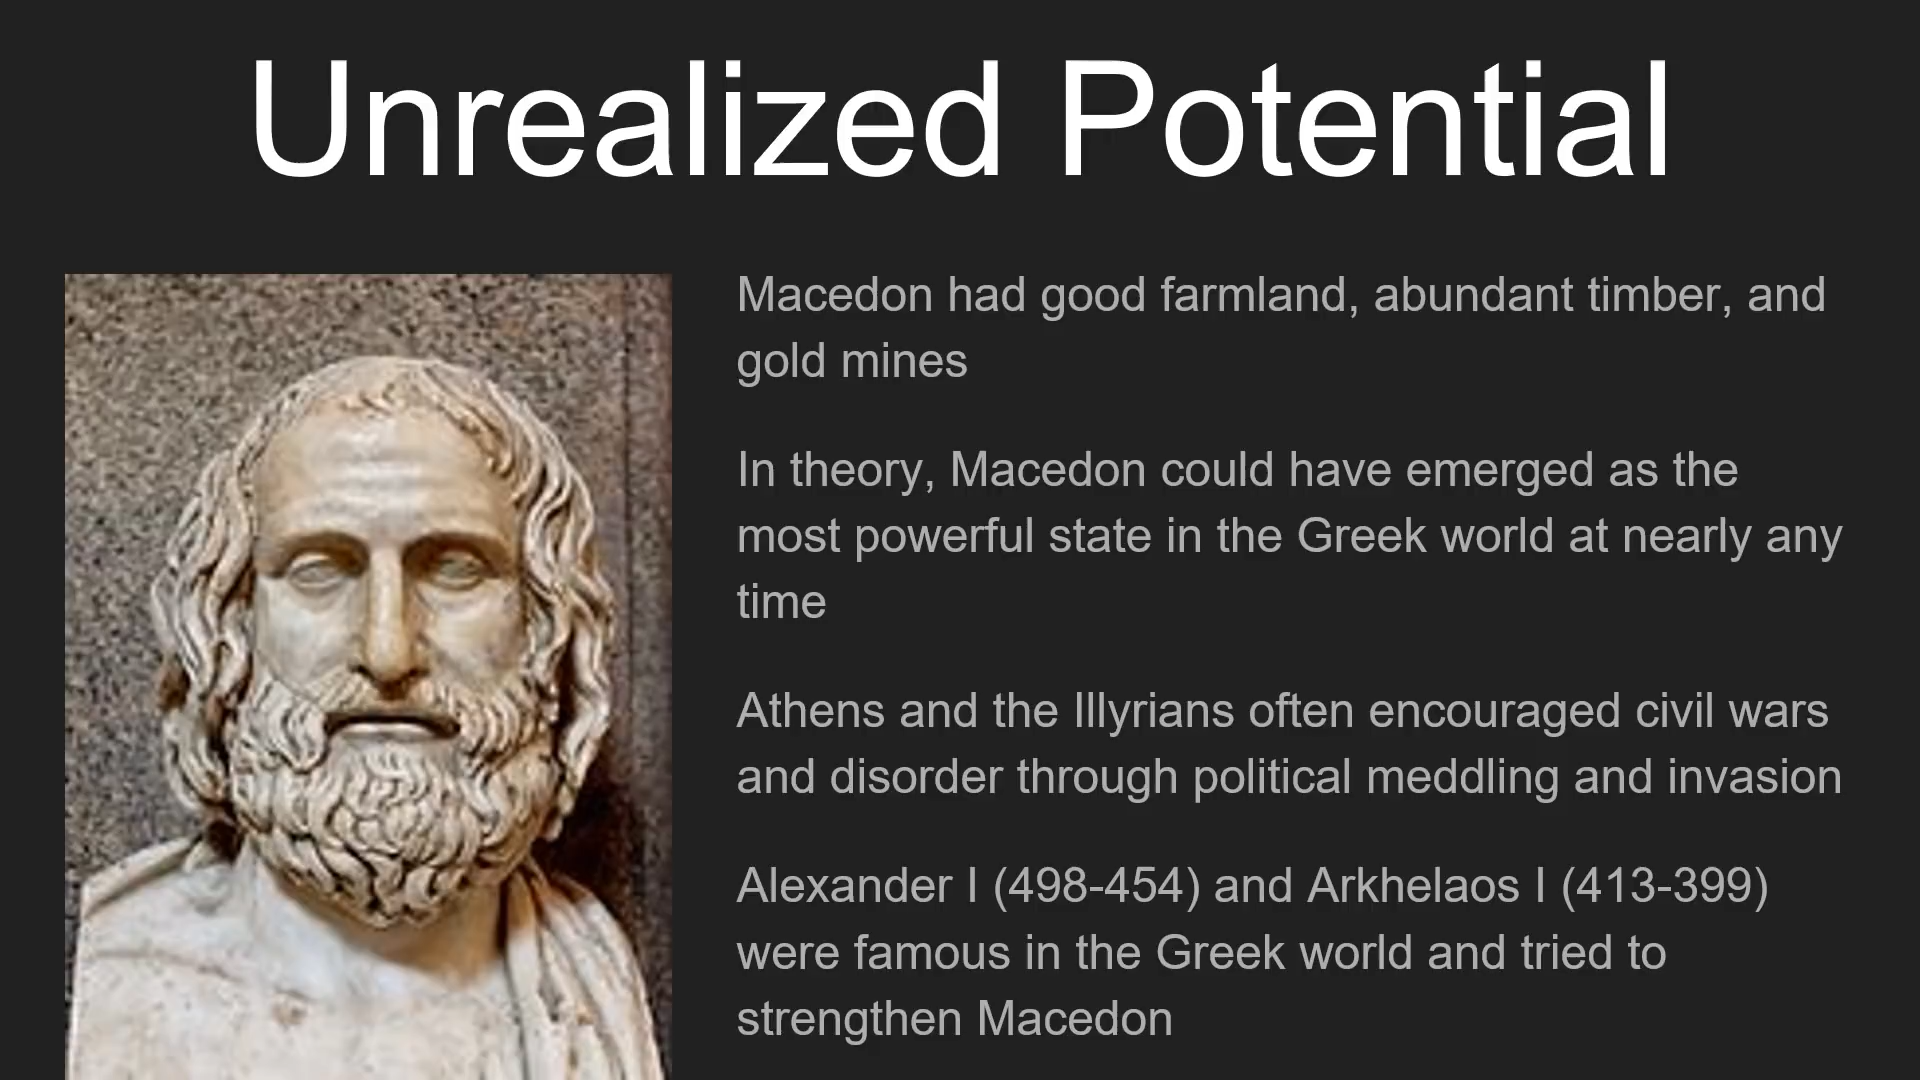 Unrealized Potential
Macedon had good farmland, abundant timber, and
gold mines
In theory, Macedon could have emerged as the
most powerful state in the Greek world at nearly any
time
Athens and the Illyrians often encouraged civil wars
and disorder through political meddling and invasion
Alexander I (498-454) and Arkhelaos I (413-399)
were famous in the Greek world and tried to
strengthen Macedon